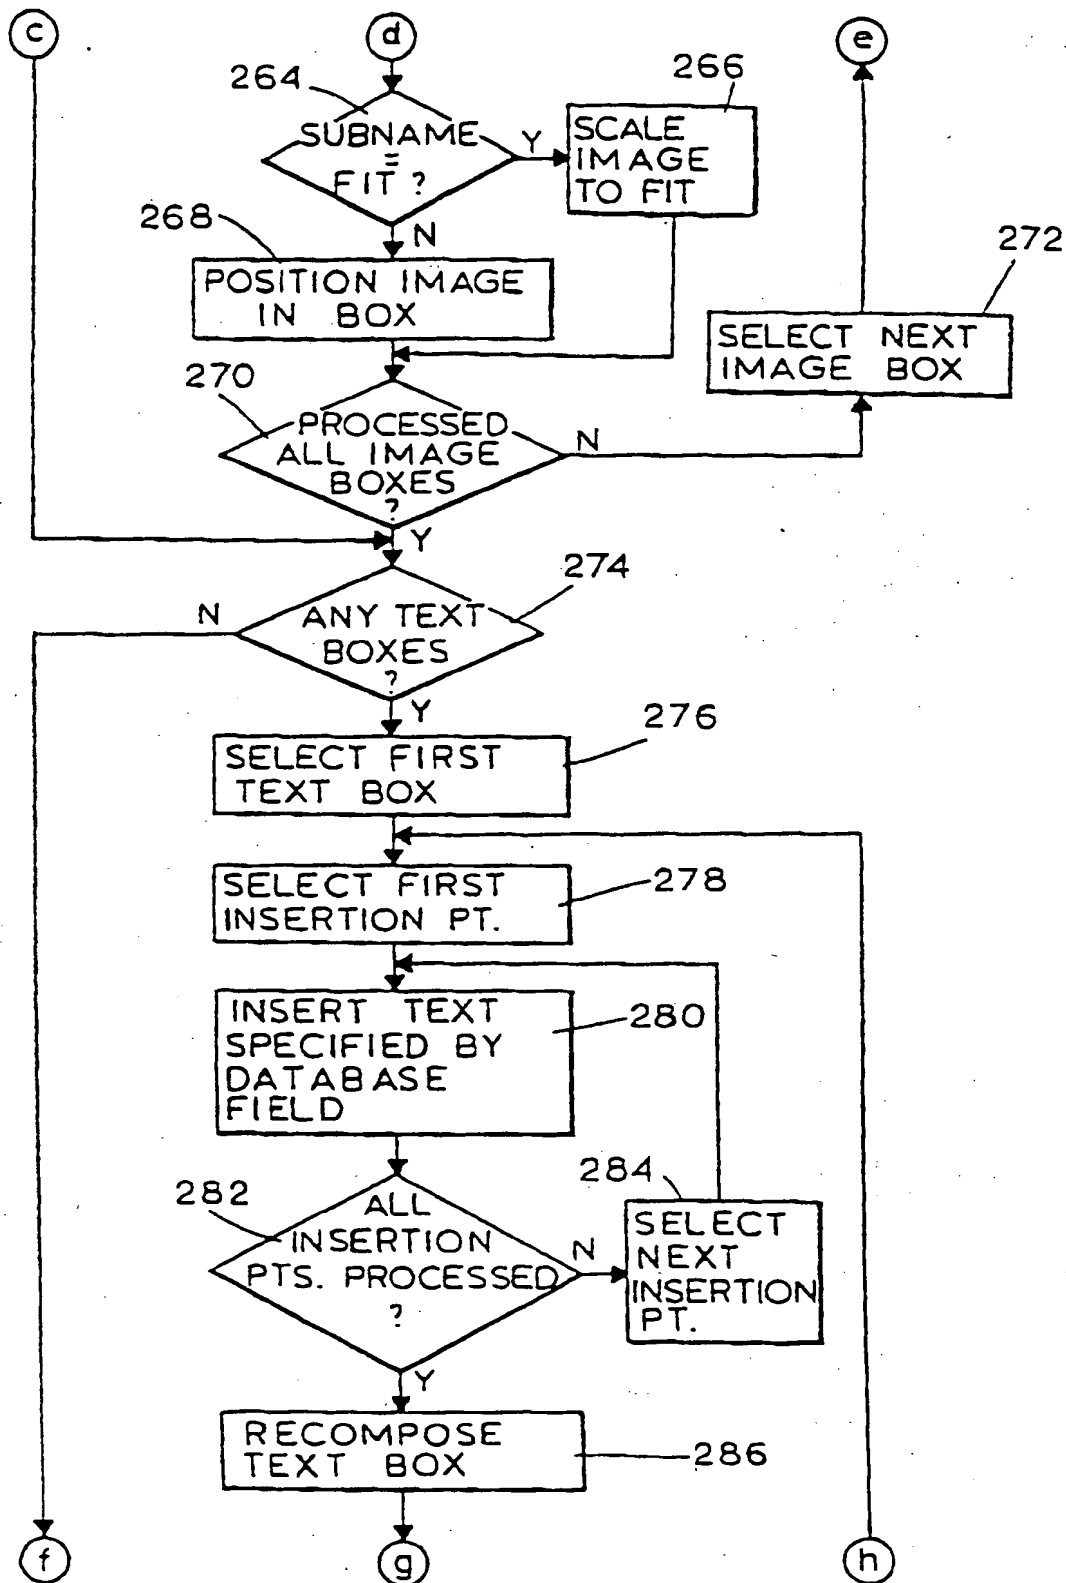 c
d
e
264
266
SUBNAME
=
FIT ?
Y
SCALE
IMAGE
TO FIT
268
N
272
POSITION IMAGE
IN BOX
SELECT NEXT
IMAGE BOX
270
PROCESSED
ALL IMAGE
BOXES
?
N
Y
274
N
ANY TEXT
BOXES
?
Y
276
SELECT FIRST
TEXT BOX
278
SELECT FIRST
INSERTION PT.
280
INSERT TEXT
SPECIFIED BY
DATABASE
FIELD
282
284
ALL
INSERTION
PTS. PROCESSED
?
N
SELECT
NEXT
INSERTION
PT.
Y
RECOMPOSE
TEXT BOX
286
f
g
h